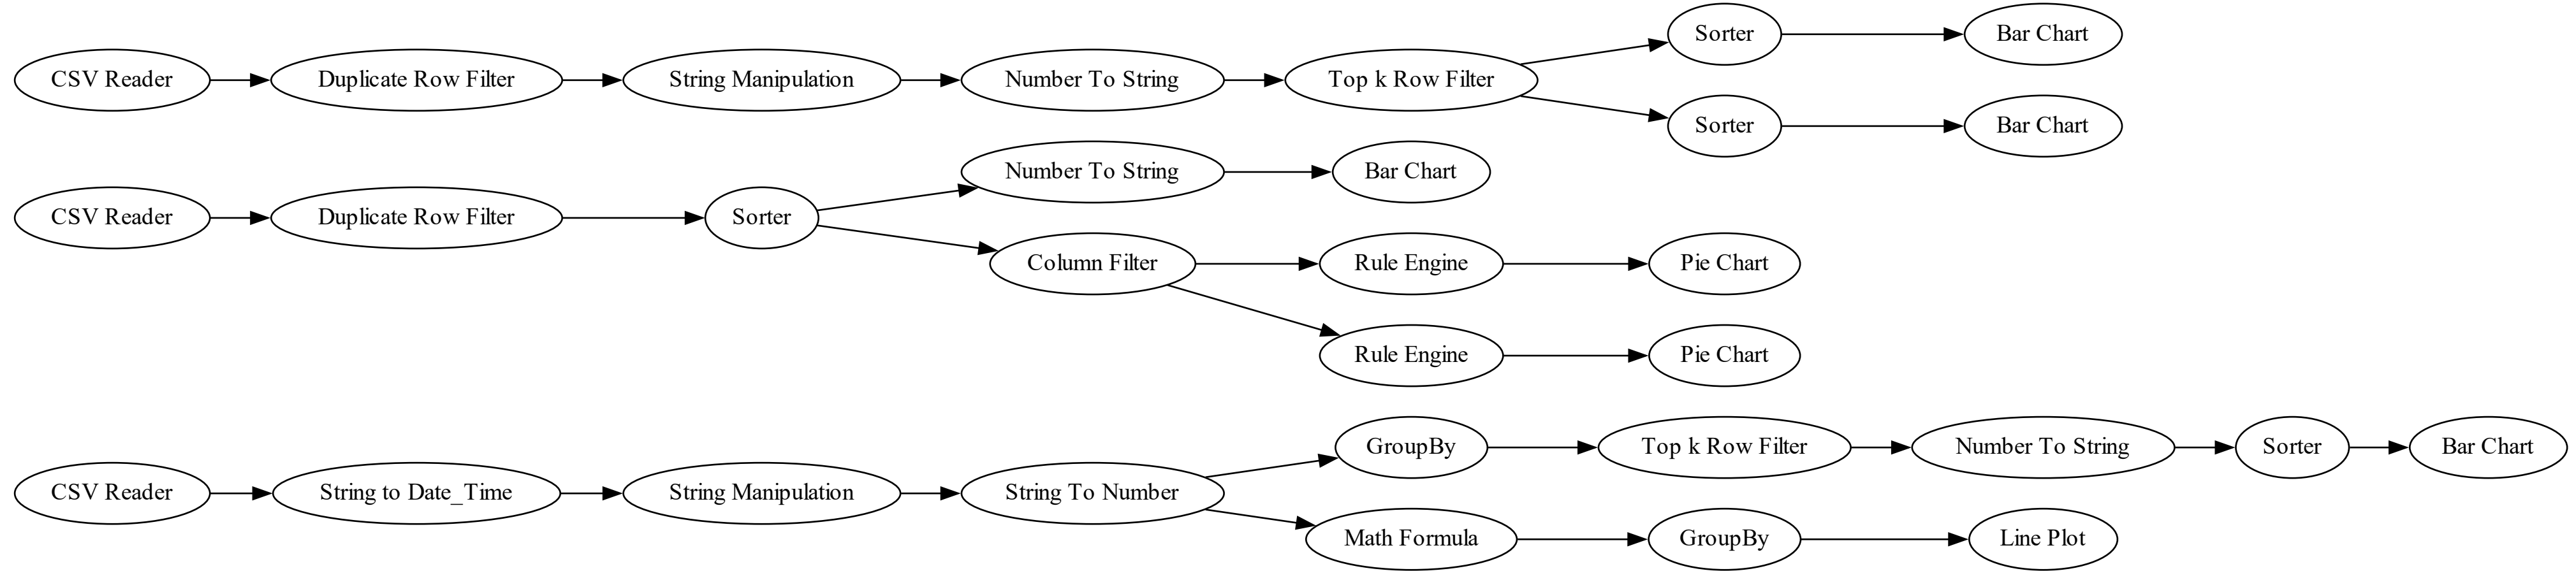 Sorter
Bar Chart
CSV Reader
Duplicate Row Filter
String Manipulation
Number To String
Top k Row Filter
Sorter
Bar Chart
Number To String
Bar Chart
CSV Reader
Duplicate Row Filter
Sorter
Column Filter
Rule Engine
Pie Chart
Rule Engine
Pie Chart
GroupBy
Top k Row Filter
Number To String
Sorter
Bar Chart
CSV Reader
String to Date_Time
String Manipulation
String To Number
Math Formula
GroupBy
Line Plot